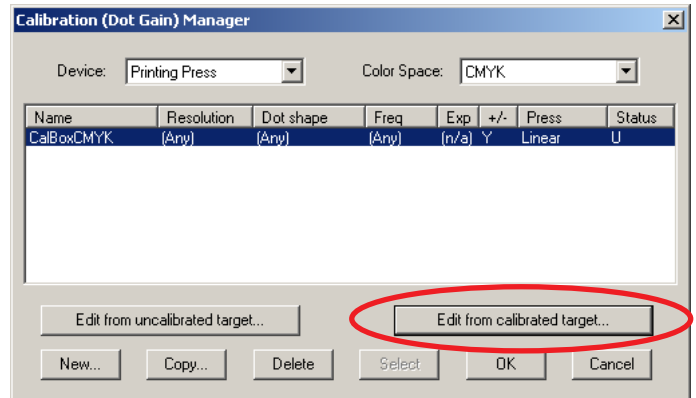 Calibration (Dot Gain) Manager
Device: Printing Press Color Space: CMYK
Name Resolution Dot shape Freq Exp +/- Press Status
CalBoxCMYK (Any) (Any) (Any) (n/a) Y Linear U
Edit from uncalibrated target... Edit from calibrated target...
New... Copy... Delete Select OK Cancel